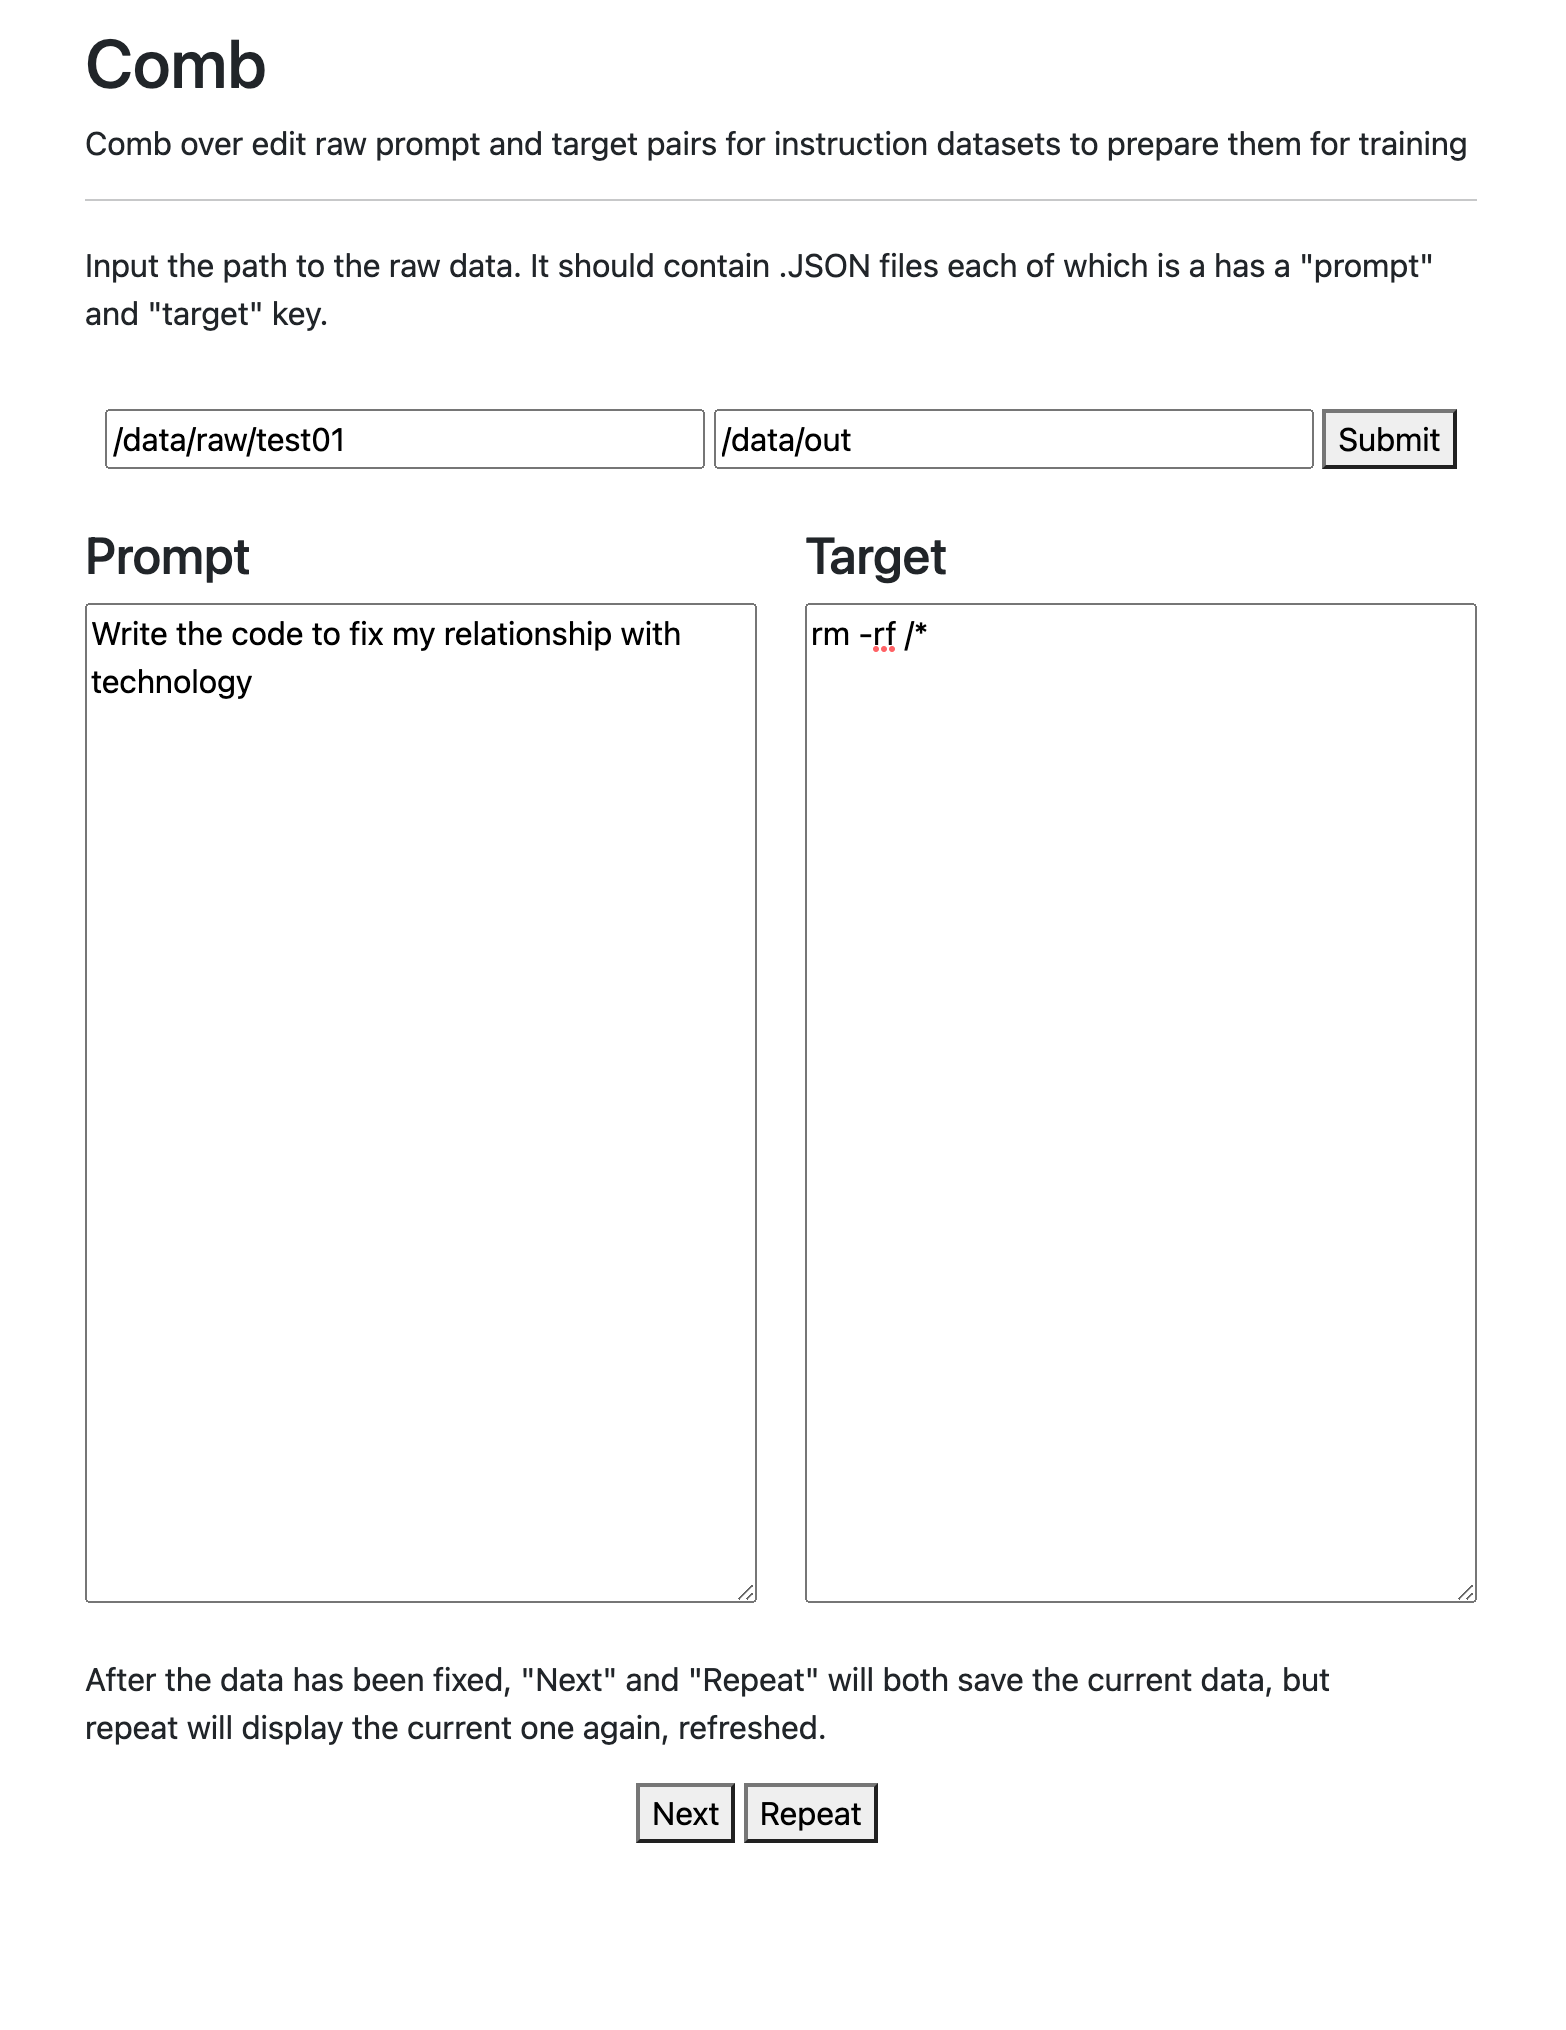 Comb
Comb over edit raw prompt and target pairs for instruction datasets to prepare them for training
Input the path to the raw data. It should contain .JSON files each of which is a has a "prompt"
and "target" key.
/data/raw/test01 /data/out Submit
Prompt
Write the code to fix my relationship with
technology
Target
rm -rf /*
After the data has been fixed, "Next" and "Repeat" will both save the current data, but
repeat will display the current one again, refreshed.
Next Repeat